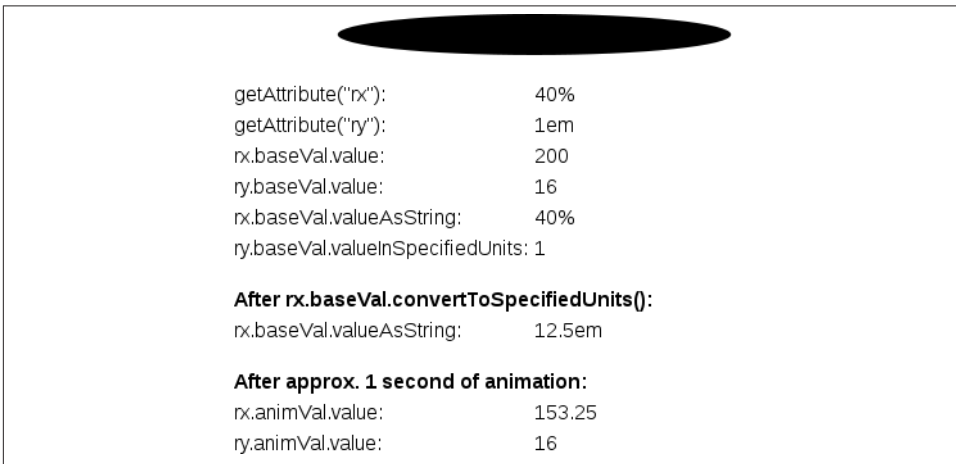 getAttribute("rx"): 40%
getAttribute("ry"): 1em
rx.baseVal.value: 200
ry.baseVal.value: 16
rx.baseVal.valueAsString: 40%
ry.baseVal.valueInSpecifiedUnits: 1
After rx.baseVal.convertToSpecifiedUnits():
rx.baseVal.valueAsString: 12.5em
After approx. 1 second of animation:
rx.animVal.value: 153.25
ry.animVal.value: 16